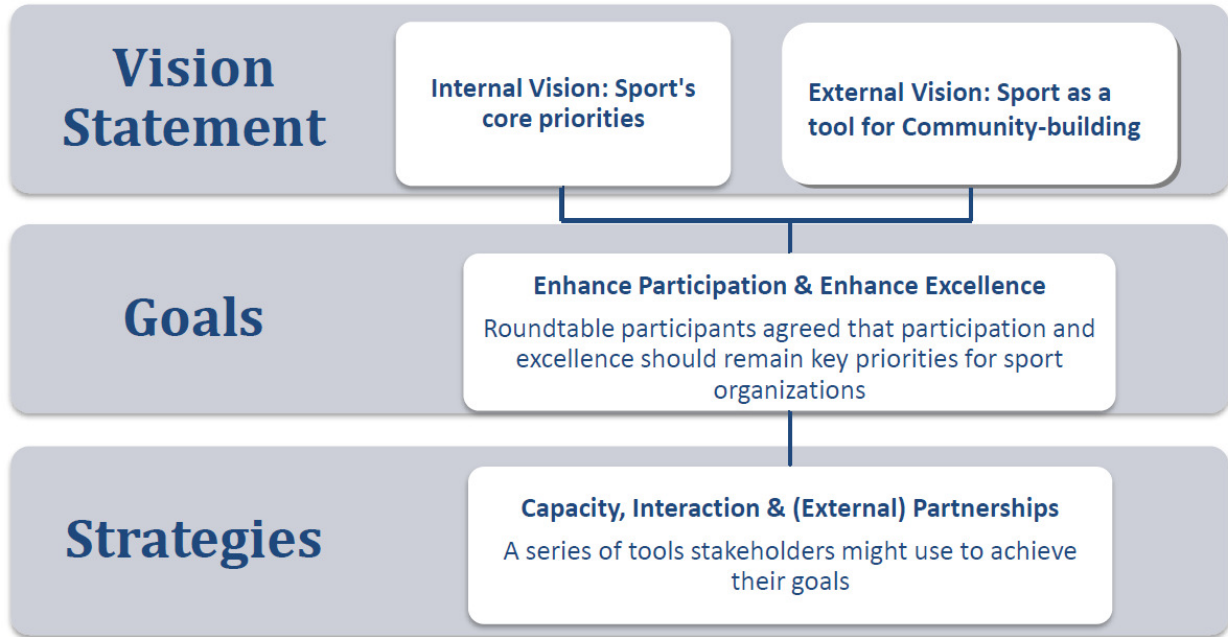 Vision
Statement
Internal Vision: Sport's
core priorities
External Vision: Sport as a
tool for Community-building
Goals
Enhance Participation & Enhance Excellence
Roundtable participants agreed that participation and
excellence should remain key priorities for sport
organizations
Strategies
Capacity, Interaction & (External) Partnerships
A series of tools stakeholders might use to achieve
their goals